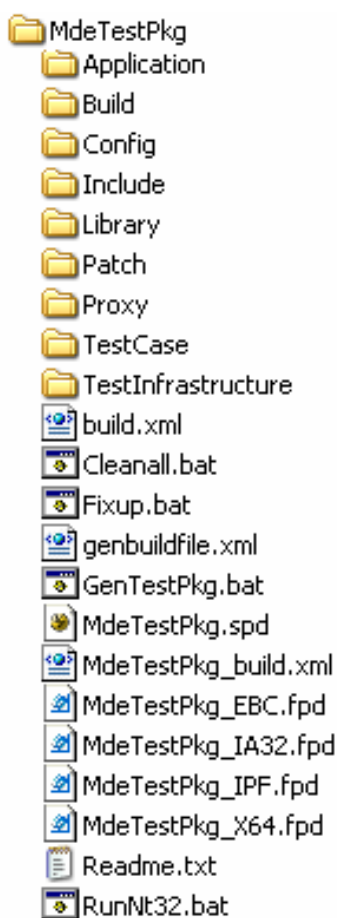 MdeTestPkg
Application
Build
Config
Include
Library
Patch
Proxy
TestCase
TestInfrastructure
build.xml
Cleanall.bat
Fixup.bat
genbuildfile.xml
GenTestPkg.bat
MdeTestPkg.spd
MdeTestPkg_build.xml
MdeTestPkg_EBC.fpd
MdeTestPkg_IA32.fpd
MdeTestPkg_IPF.fpd
MdeTestPkg_X64.fpd
Readme.txt
RunNt32.bat